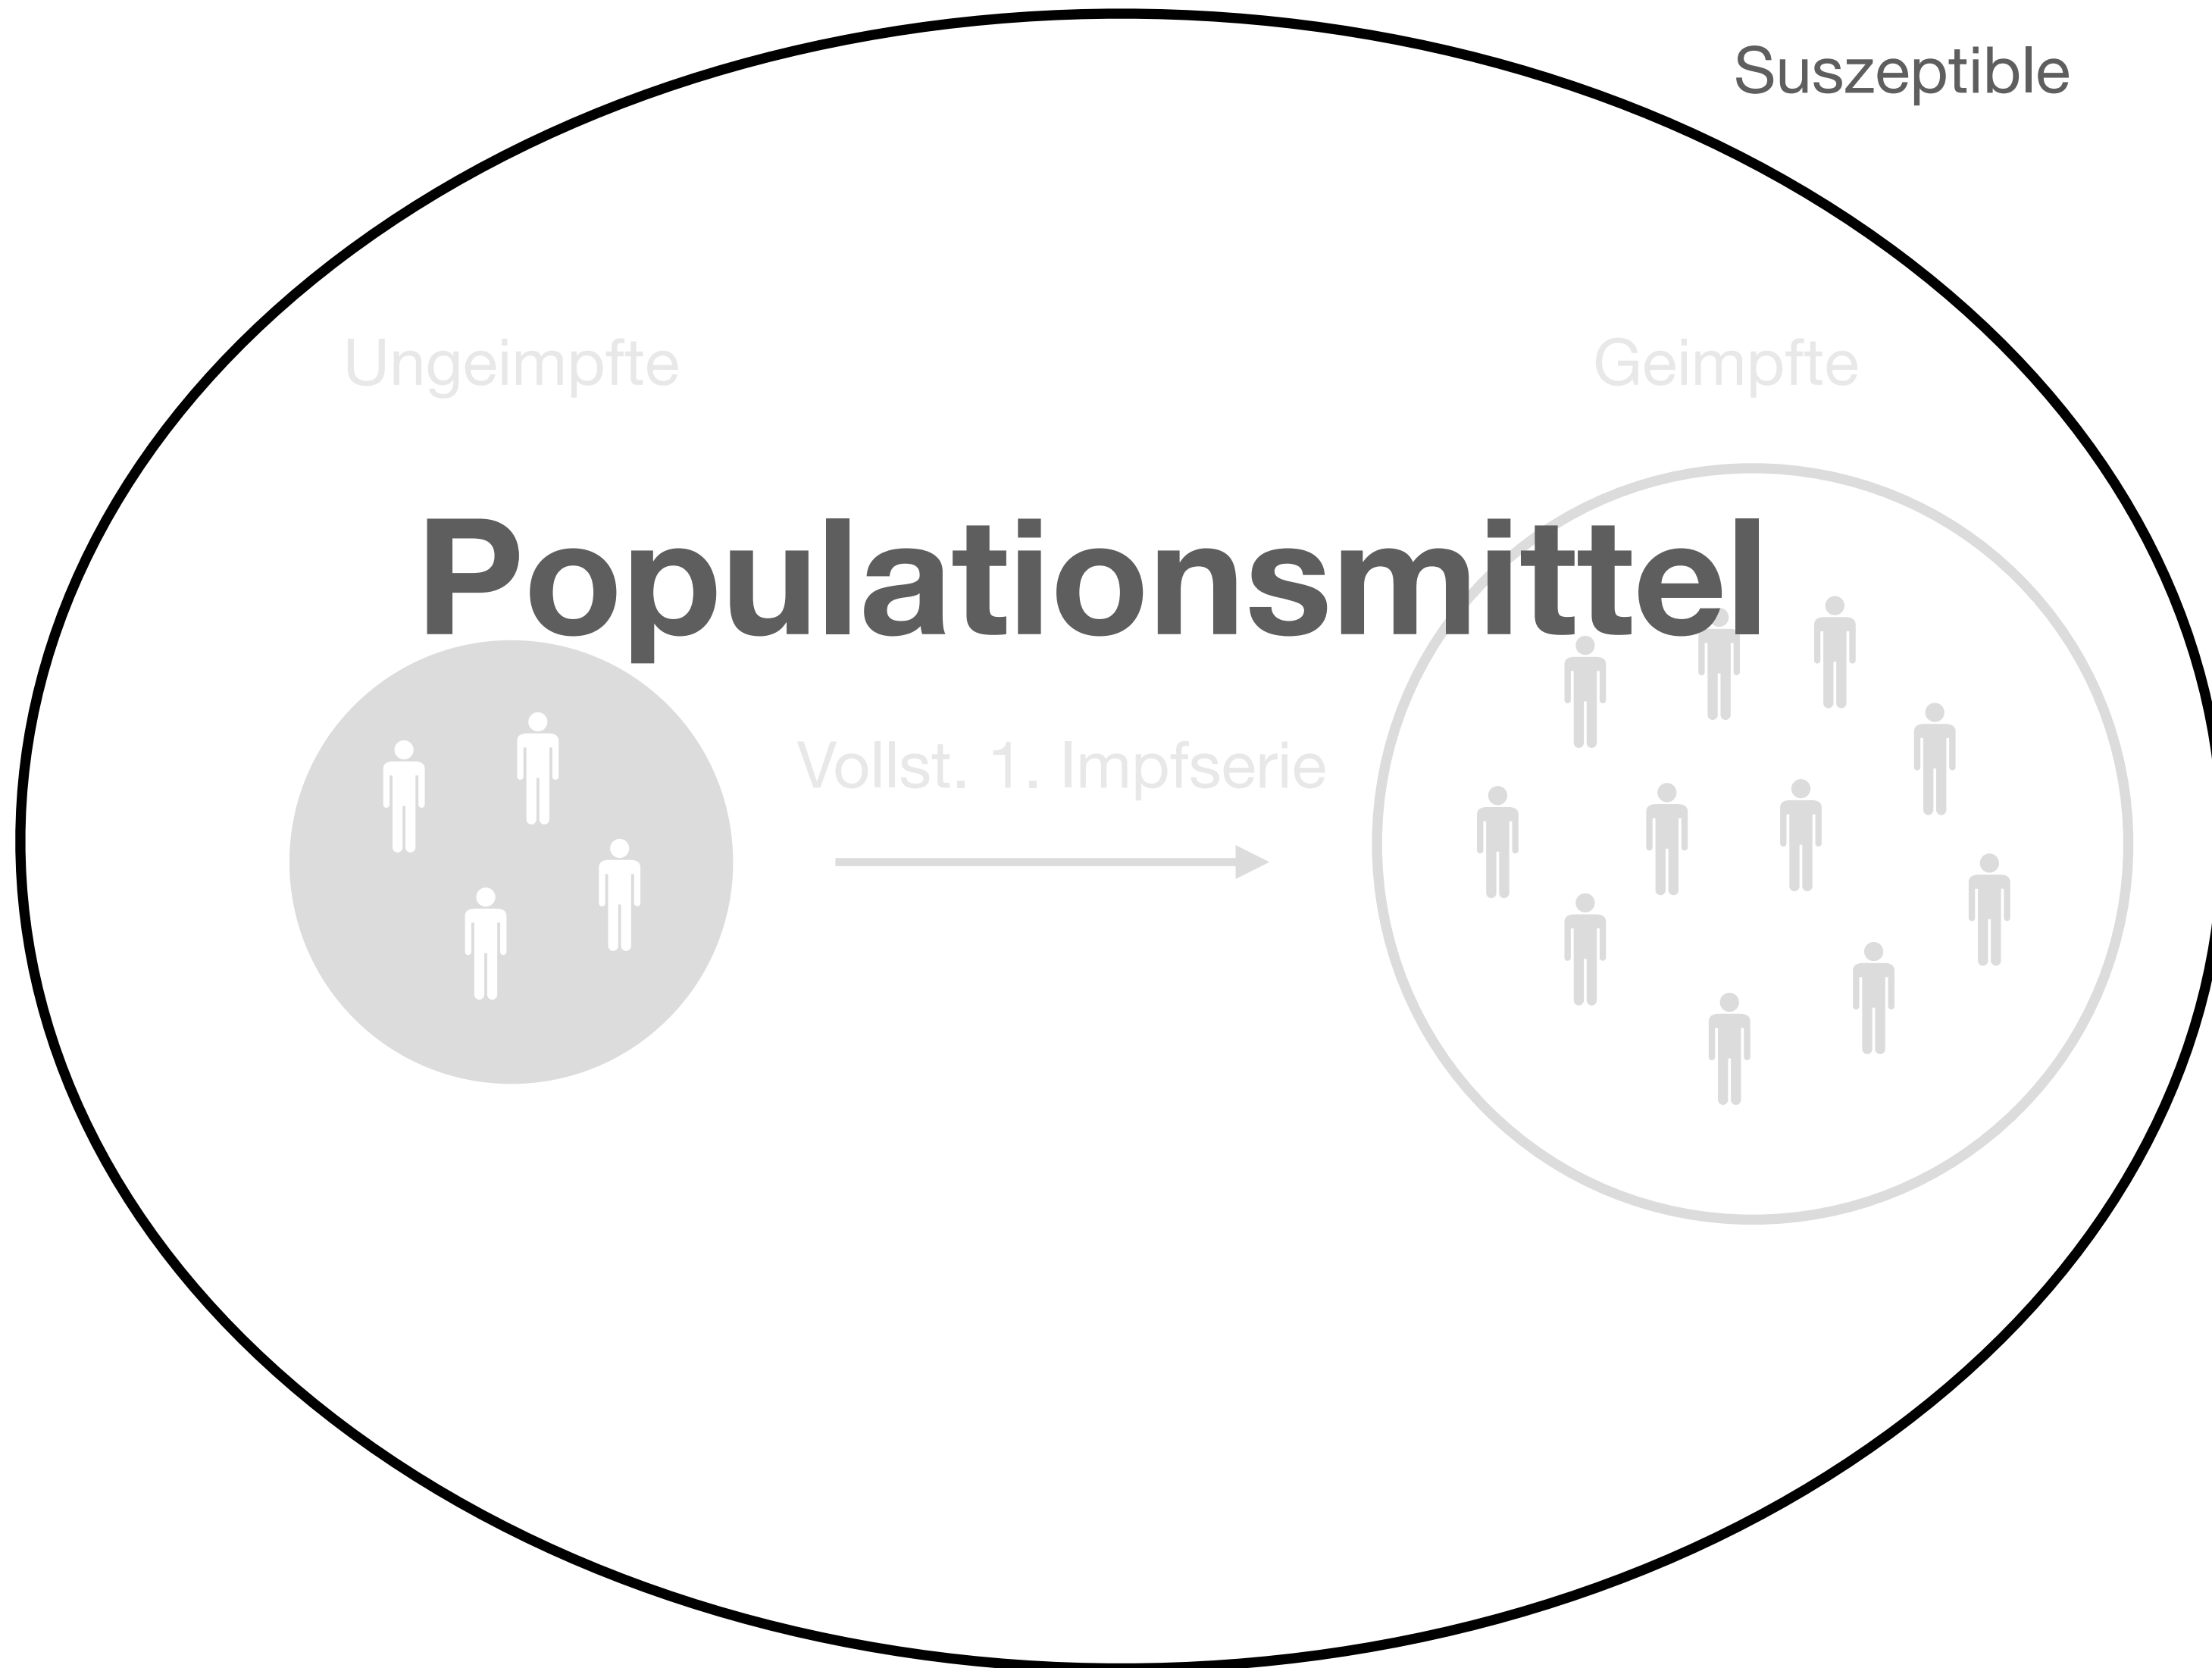 Suszeptible
Ungeimpfte
Geimpfte
Populationsmittel
Vollst. 1. Impfserie